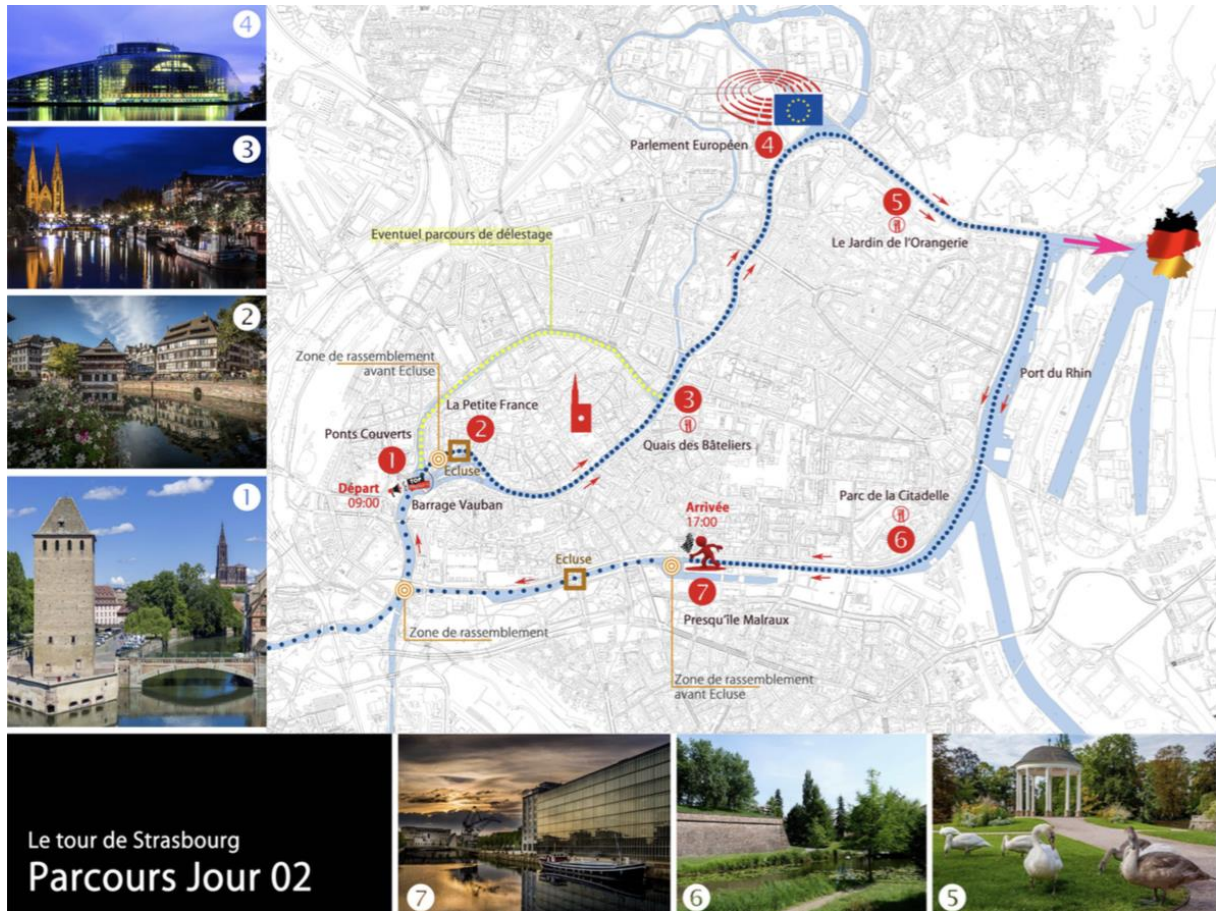 4
3
2
1
Parlement Européen
4
5
Le Jardin de l'Orangerie
Eventuel parcours de délestage
Zone de rassemblement
avant Ecluse
La Petite France
2
Ponts Couverts
1
Ecluse
TOP
Départ
09:00
Barrage Vauban
3
Quais des Bâteliers
Port du Rhin
Parc de la Citadelle
6
Arrivée
17:00
Ecluse
7
Presqu'île Malraux
Zone de rassemblement
Zone de rassemblement
avant Ecluse
Le tour de Strasbourg
Parcours Jour 02
7
6
5